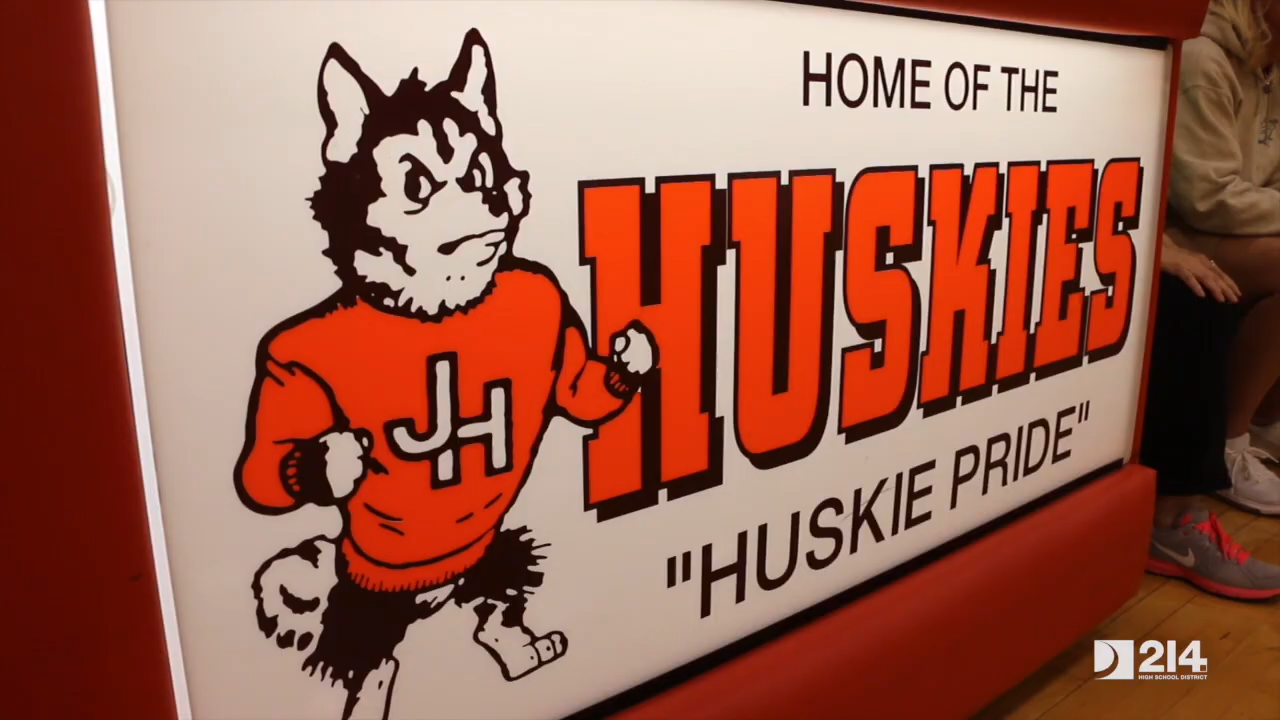 HOME OF THE
HUSKIES
"HUSKIE PRIDE"
JH
214
HIGH SCHOOL DISTRICT